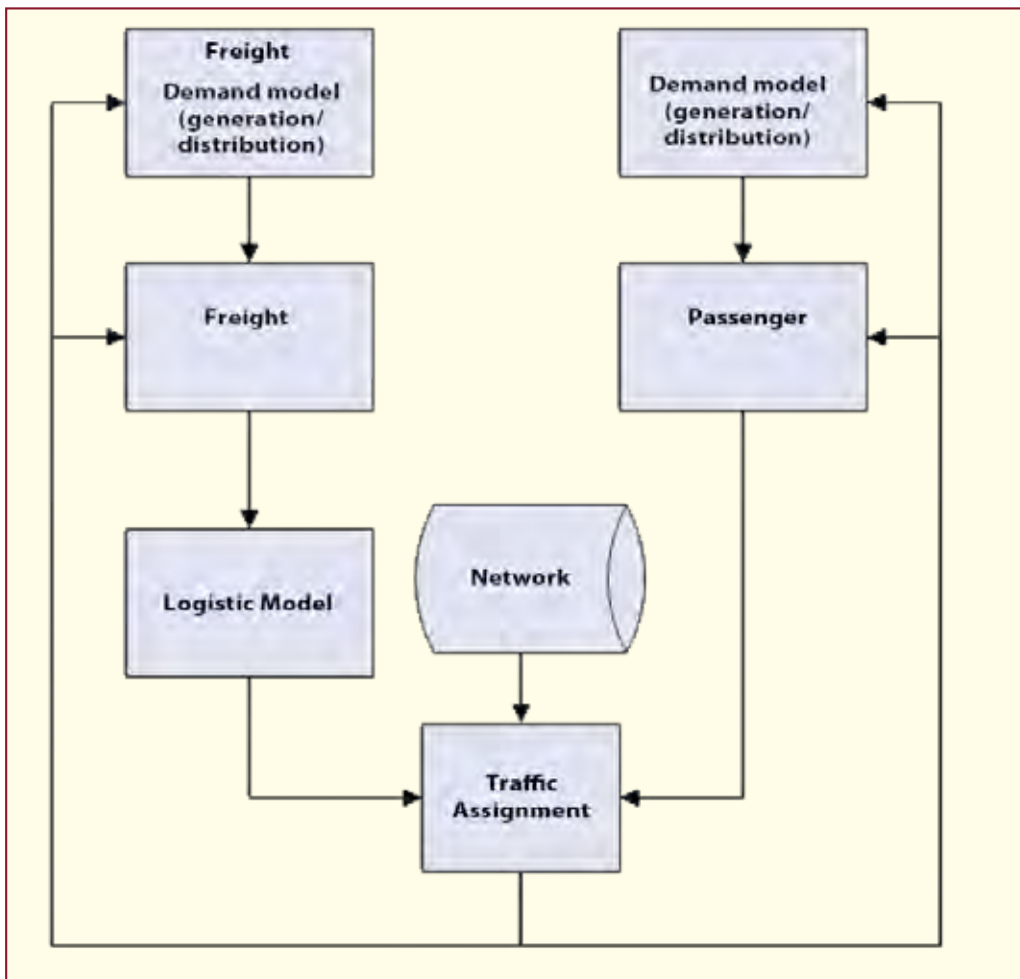 Freight
Demand model
(generation/
distribution)
Demand model
(generation/
distribution)
Freight
Passenger
Logistic Model
Network
Traffic
Assignment